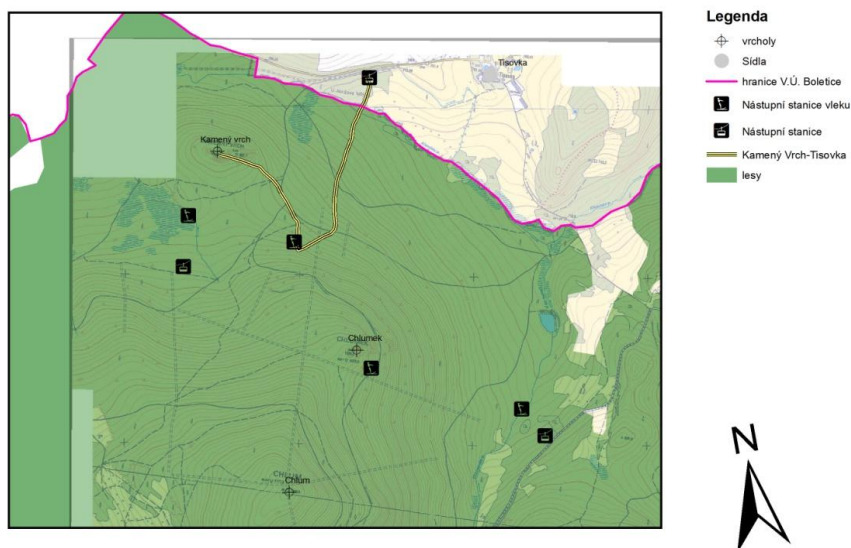 Legenda
vrcholy
Sídla
hranice V.Ú. Boletice
Nástupní stanice vleku
Nástupní stanice
Kamený Vrch-Tisovka
lesy
N
Tisovka
Kamený vrch
Chlumek
Chlum